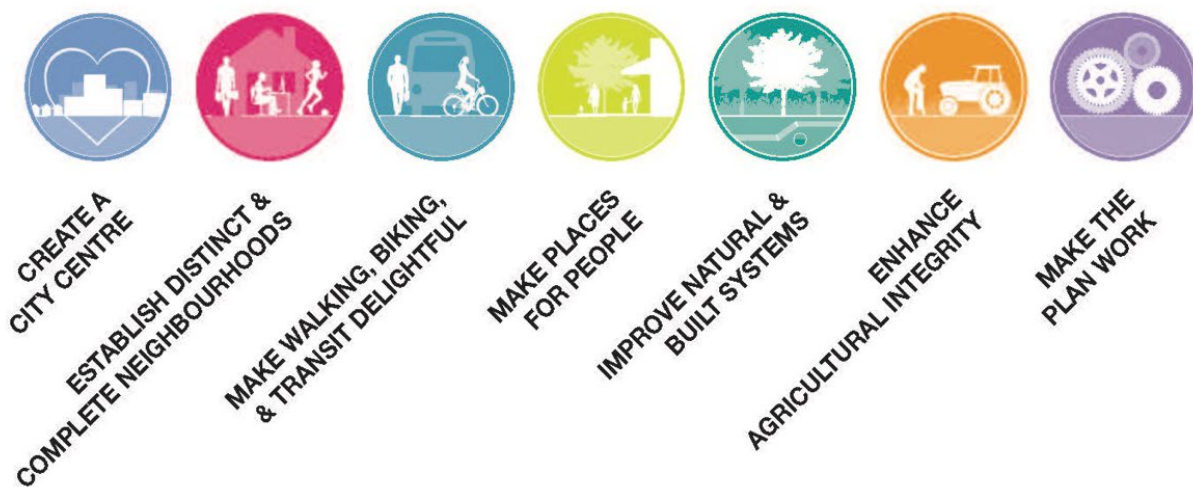 CREATE A
CITY CENTRE
ESTABLISH DISTINCT &
COMPLETE NEIGHBOURHOODS
MAKE WALKING, BIKING,
& TRANSIT DELIGHTFUL
MAKE PLACES
FOR PEOPLE
IMPROVE NATURAL &
BUILT SYSTEMS
ENHANCE
AGRICULTURAL INTEGRITY
MAKE THE
PLAN WORK